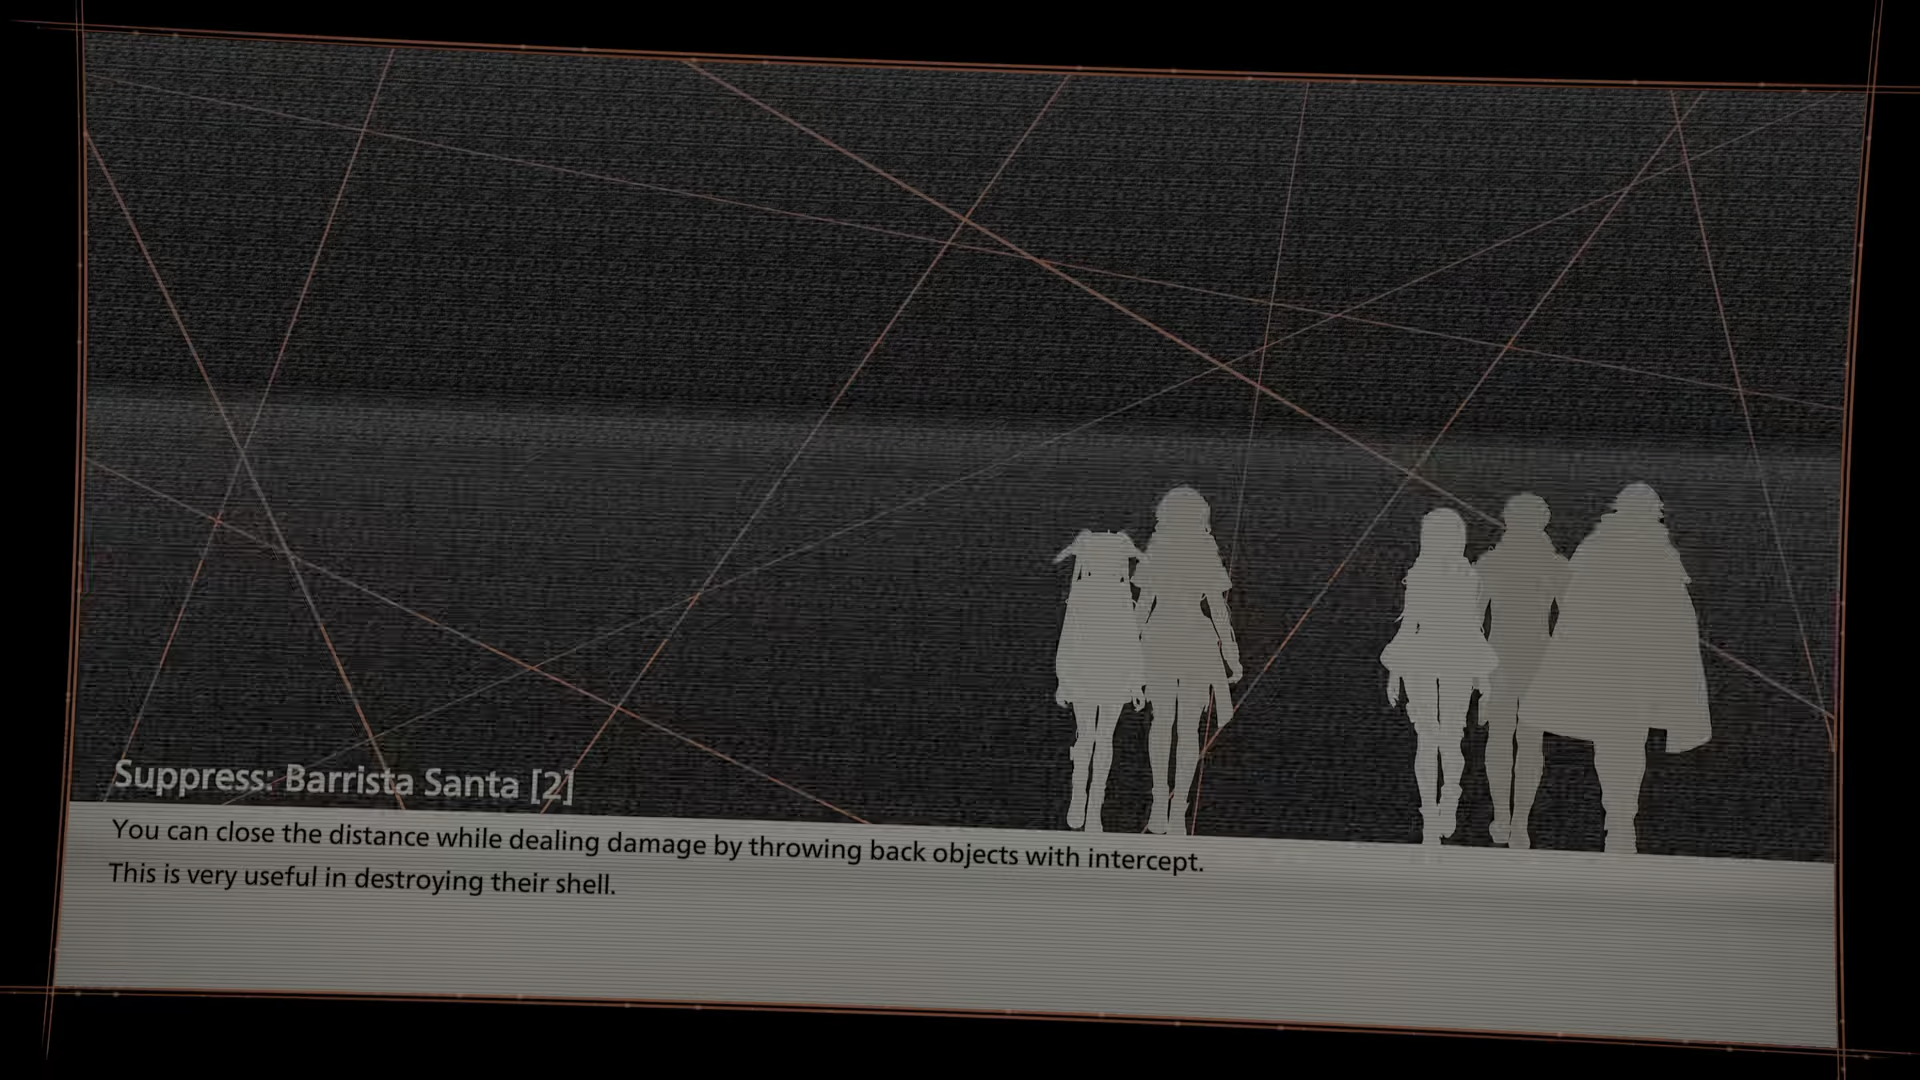 Suppress: Barrista Santa [2]
You can close the distance while dealing damage by throwing back objects with intercept.
This is very useful in destroying their shell.